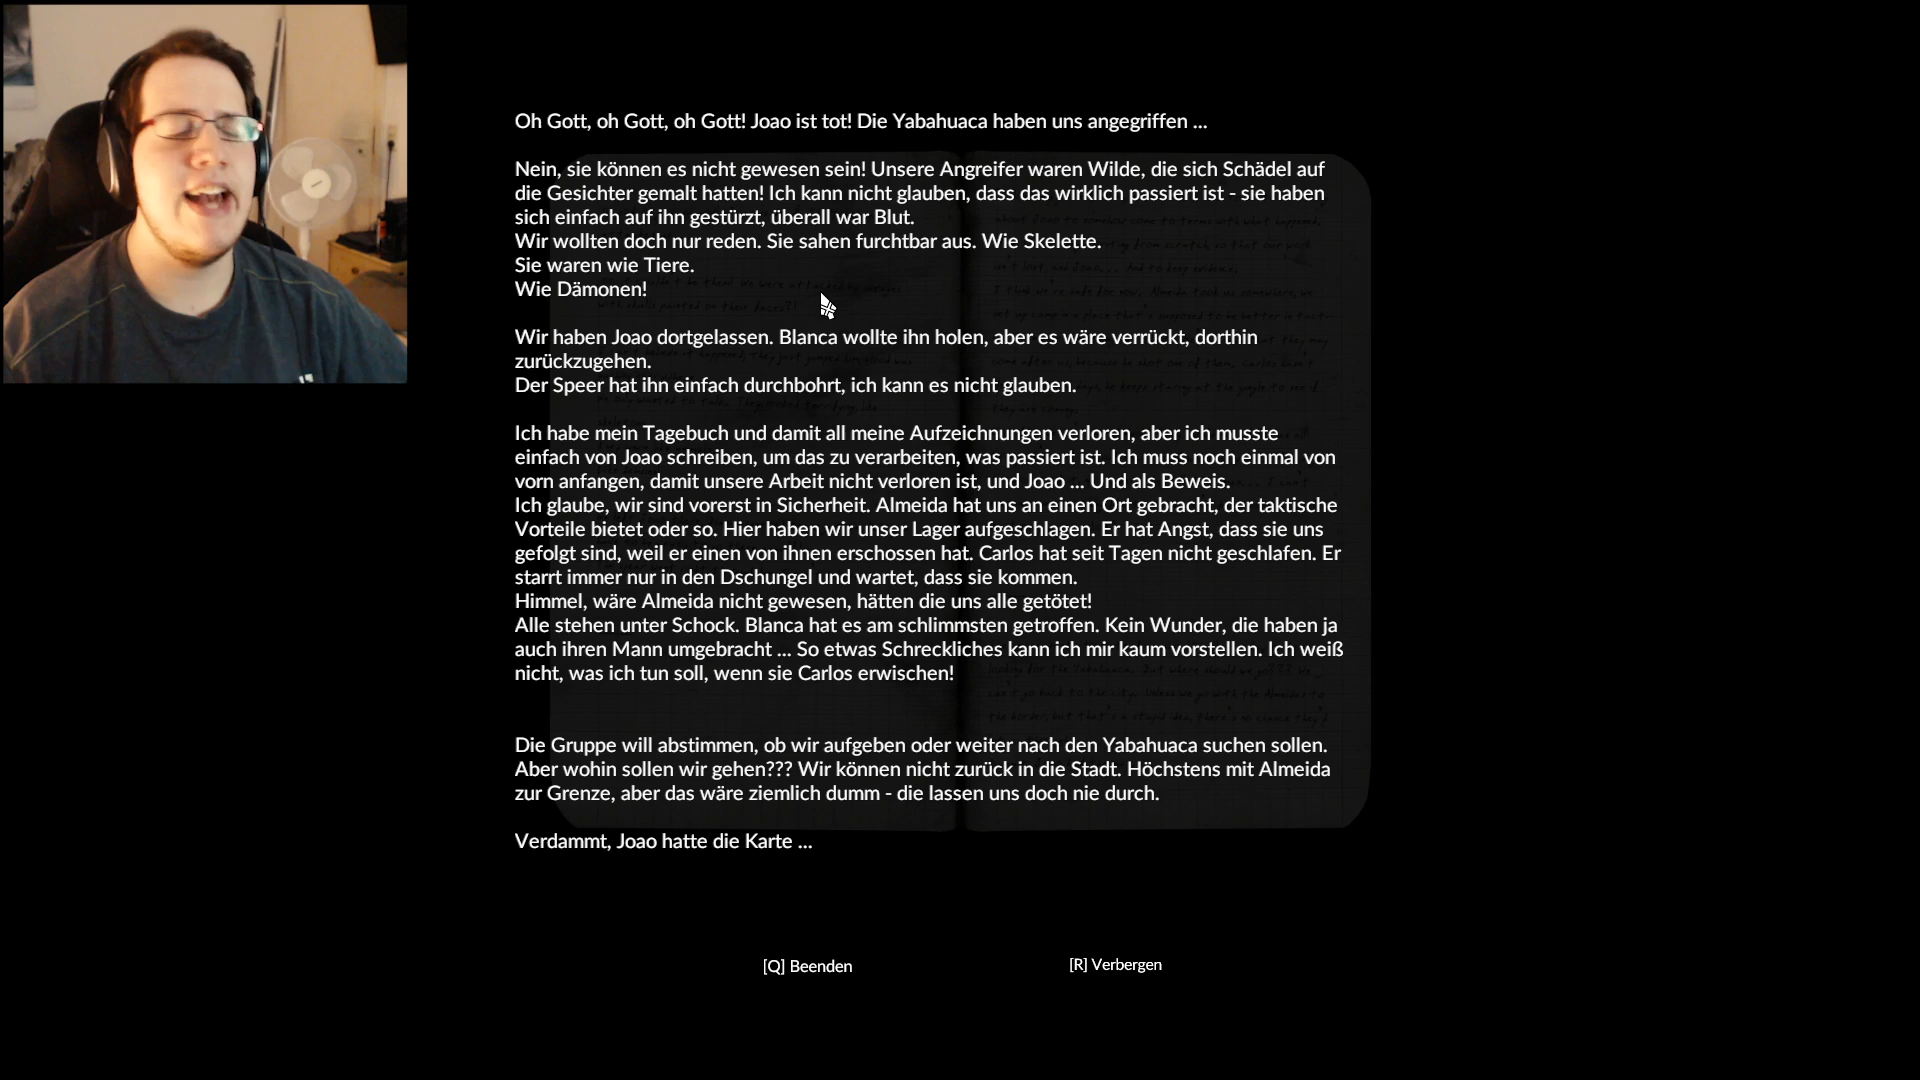 Oh Gott, oh Gott, oh Gott! Joao ist tot! Die Yabahuaca haben uns angegriffen ...
Nein, sie können es nicht gewesen sein! Unsere Angreifer waren Wilde, die sich Schädel auf
die Gesichter gemalt hatten! Ich kann nicht glauben, dass das wirklich passiert ist - sie haben
sich einfach auf ihn gestürzt, überall war Blut.
Wir wollten doch nur reden. Sie sahen furchtbar aus. Wie Skelette.
Sie waren wie Tiere.
Wie Dämonen!
Wir haben Joao dortgelassen. Blanca wollte ihn holen, aber es wäre verrückt, dorthin
zurückzugehen.
Der Speer hat ihn einfach durchbohrt, ich kann es nicht glauben.
Ich habe mein Tagebuch und damit all meine Aufzeichnungen verloren, aber ich musste
einfach von Joao schreiben, um das zu verarbeiten, was passiert ist. Ich muss noch einmal von
vorn anfangen, damit unsere Arbeit nicht verloren ist, und Joao ... Und als Beweis.
Ich glaube, wir sind vorerst in Sicherheit. Almeida hat uns an einen Ort gebracht, der taktische
Vorteile bietet oder so. Hier haben wir unser Lager aufgeschlagen. Er hat Angst, dass sie uns
gefolgt sind, weil er einen von ihnen erschossen hat. Carlos hat seit Tagen nicht geschlafen. Er
starrt immer nur in den Dschungel und wartet, dass sie kommen.
Himmel, wäre Almeida nicht gewesen, hätten die uns alle getötet!
Alle stehen unter Schock. Blanca hat es am schlimmsten getroffen. Kein Wunder, die haben ja
auch ihren Mann umgebracht ... So etwas Schreckliches kann ich mir kaum vorstellen. Ich weiß
nicht, was ich tun soll, wenn sie Carlos erwischen!
Die Gruppe will abstimmen, ob wir aufgeben oder weiter nach den Yabahuaca suchen sollen.
Aber wohin sollen wir gehen??? Wir können nicht zurück in die Stadt. Höchstens mit Almeida
zur Grenze, aber das wäre ziemlich dumm - die lassen uns doch nie durch.
Verdammt, Joao hatte die Karte ...
[Q] Beenden
[R] Verbergen